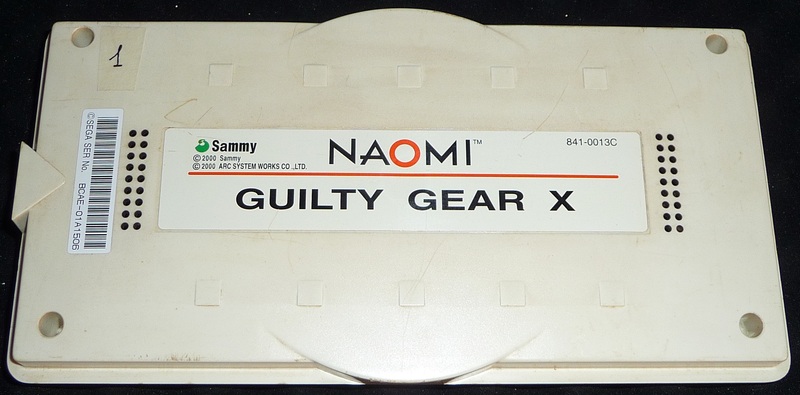 1
©SEGA SER No. BCAE-01A1506
Sammy
© 2000 Sammy
© 2000 ARC SYSTEM WORKS CO.,LTD.
NAOMI™
841-0013C
GUILTY GEAR X